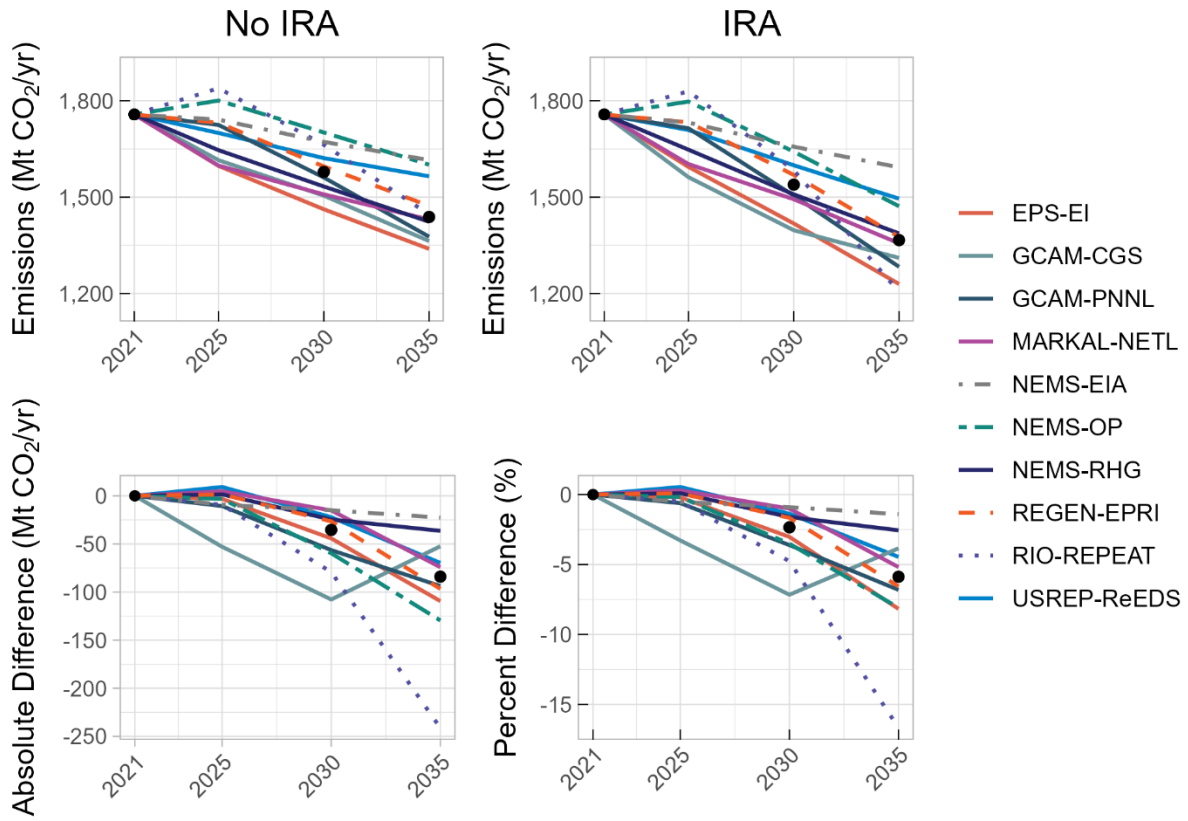 No IRA
IRA
Emissions (Mt CO₂/yr)
1,800
1,500
1,200
2021
2025
2030
2035
Emissions (Mt CO₂/yr)
1,800
1,500
1,200
2021
2025
2030
2035
Absolute Difference (Mt CO₂/yr)
0
-50
-100
-150
-200
-250
2021
2025
2030
2035
Percent Difference (%)
0
-5
-10
-15
2021
2025
2030
2035
EPS-EI
GCAM-CGS
GCAM-PNNL
MARKAL-NETL
NEMS-EIA
NEMS-OP
NEMS-RHG
REGEN-EPRI
RIO-REPEAT
USREP-ReEDS